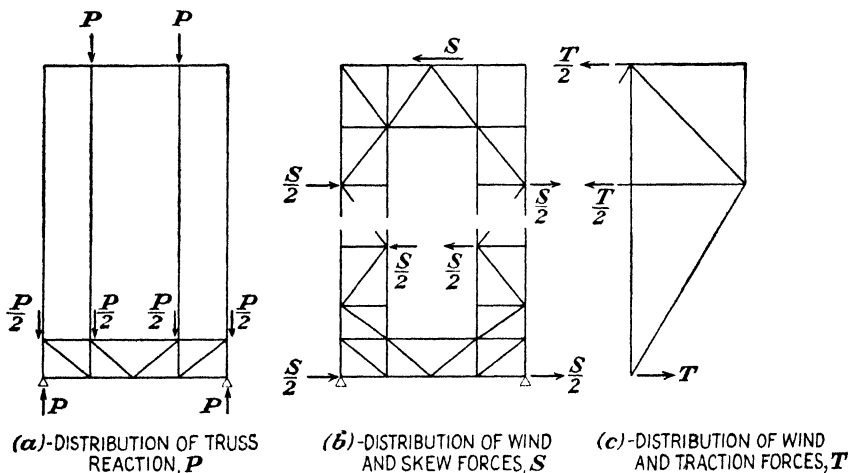 P P
S
T/2
S/2 S/2
T/2
P/2 P/2 P/2 P/2
S/2 S/2
P P
S/2 S/2
T
(a)-DISTRIBUTION OF TRUSS
REACTION, P
(b)-DISTRIBUTION OF WIND
AND SKEW FORCES, S
(c)-DISTRIBUTION OF WIND
AND TRACTION FORCES, T